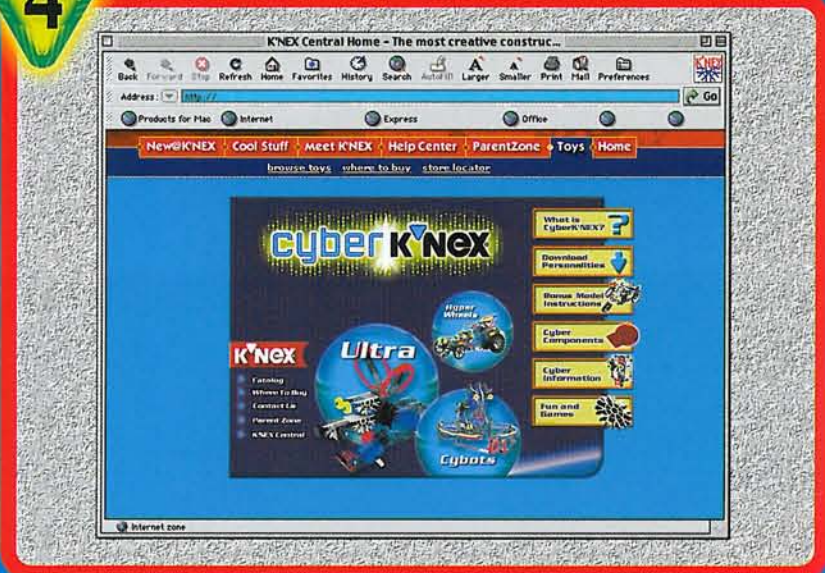 4
K'NEX Central Home - The most creative construc...
Back Forward Stop Refresh Home Favorites History Search AutoFill Larger Smaller Print Mail Preferences
K'NEX
Address: http:// Go
Products for Mac Internet Express Office
New@K'NEX Cool Stuff Meet K'NEX Help Center ParentZone Toys Home
browse toys where to buy store locator
cyber K'NEX
What is
CyberK'NEX?
Download
Personalities
Bonus Model
Instructions
Cyber
Components
Cyber
Information
Fun and
Games
Hyper
Wheels
Ultra
K'NEX
Catalog
Where To Buy
Contact Us
Parent Zone
K'NEX Central
Cybots
Internet zone